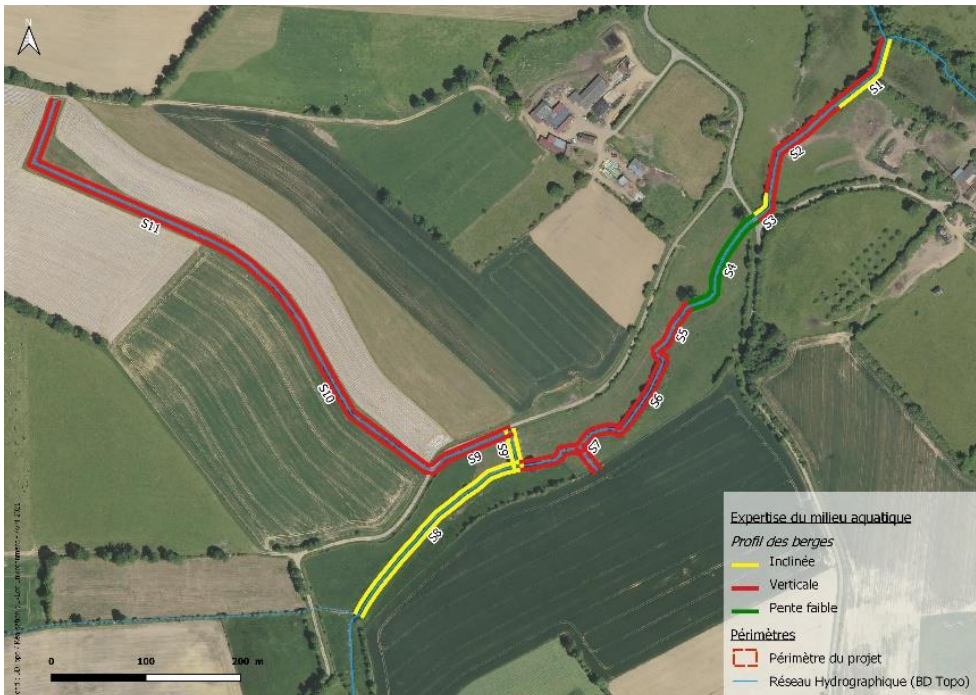 N
S1
S2
S3
S4
S5
S6
S7
S8
S9
S9'
S10
S11
0 100 200 m
Expertise du milieu aquatique
Profil des berges
Inclinée
Verticale
Pente faible
Périmètres
Périmètre du projet
Réseau Hydrographique (BD Topo)